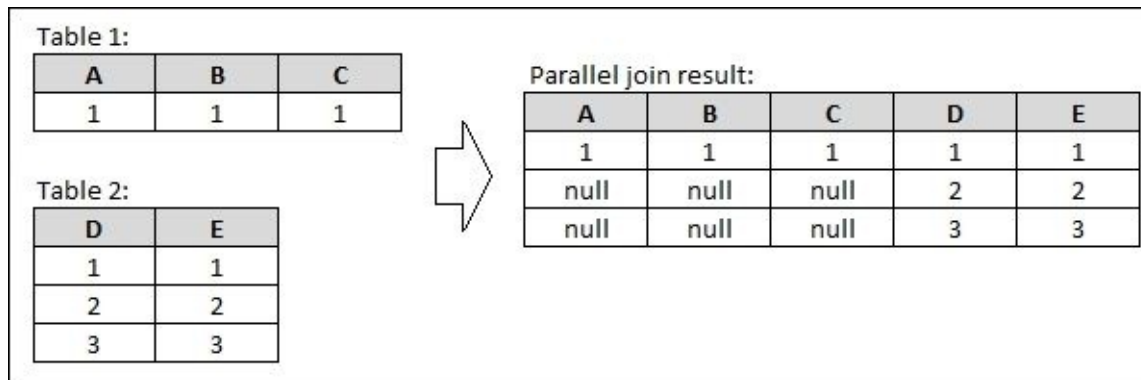 Table 1:
A B C
1 1 1
Table 2:
D E
1 1
2 2
3 3
Parallel join result:
A B C D E
1 1 1 1 1
null null null 2 2
null null null 3 3